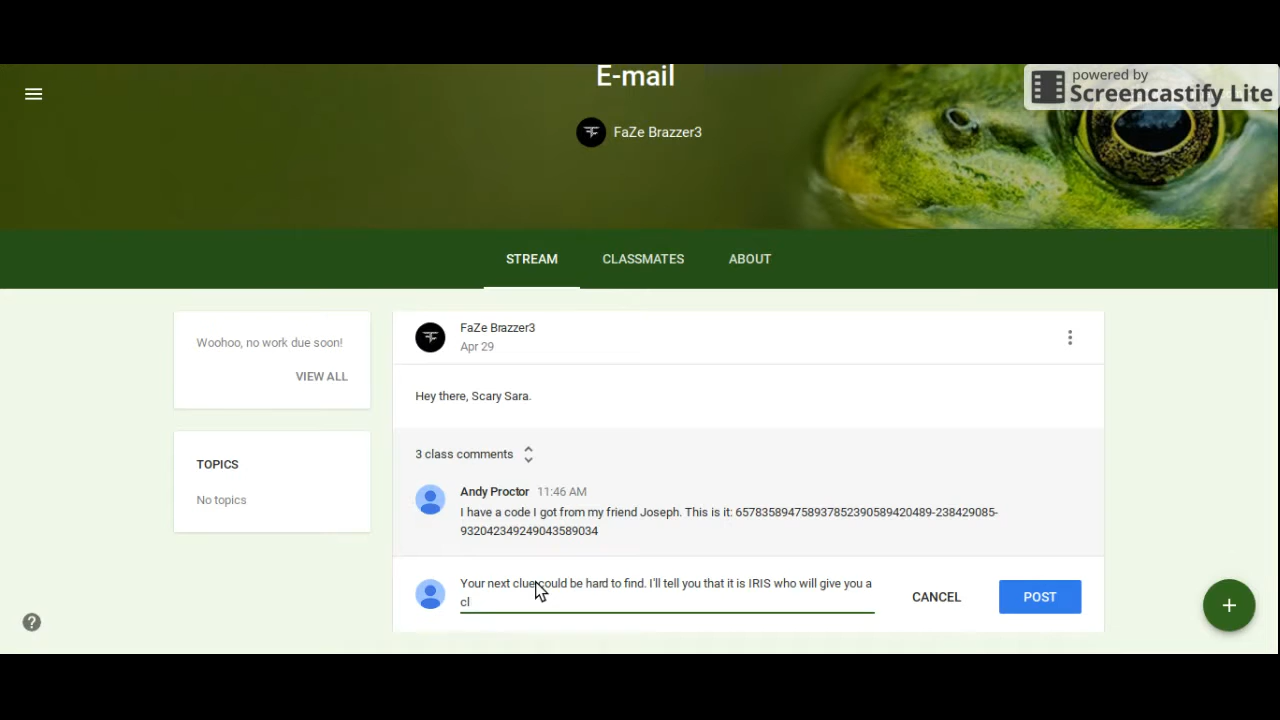 E-mail
powered by
Screencastify Lite
FaZe Brazzer3
STREAM
CLASSMATES
ABOUT
Woohoo, no work due soon!
VIEW ALL
TOPICS
No topics
FaZe Brazzer3
Apr 29
Hey there, Scary Sara.
3 class comments
Andy Proctor 11:46 AM
I have a code I got from my friend Joseph. This is it: 657835894758937852390589420489-238429085-
932042349249043589034
Your next clue could be hard to find. I'll tell you that it is IRIS who will give you a
cl
CANCEL
POST